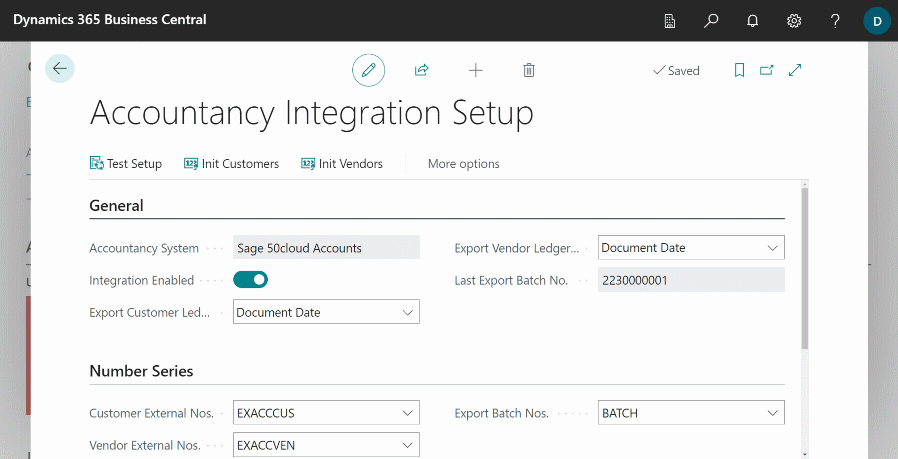 Dynamics 365 Business Central
D
Saved
Accountancy Integration Setup
Test Setup Init Customers Init Vendors More options
General
Accountancy System Sage 50cloud Accounts
Integration Enabled
Export Customer Led... Document Date
Export Vendor Ledger... Document Date
Last Export Batch No. 2230000001
Number Series
Customer External Nos. EXACCCUS
Vendor External Nos. EXACCVEN
Export Batch Nos. BATCH